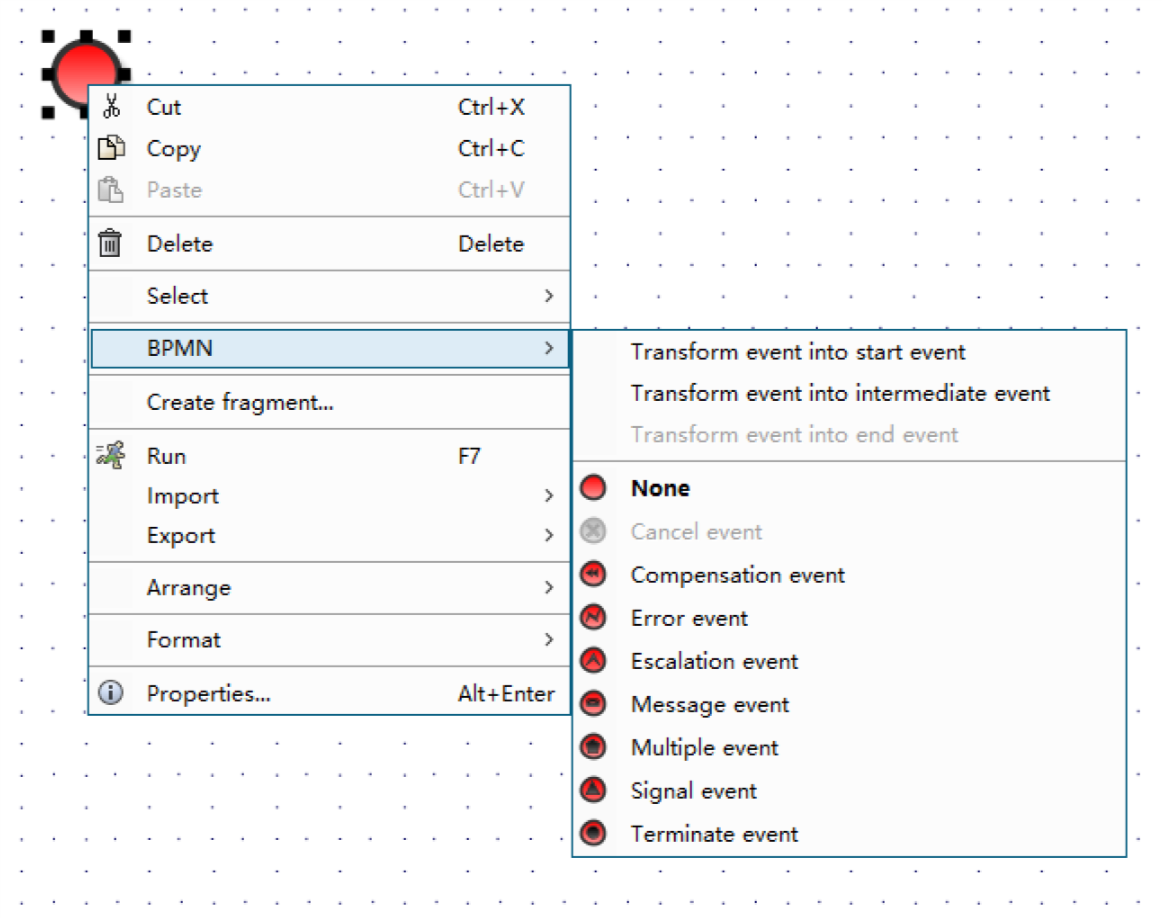 Cut Ctrl+X
Copy Ctrl+C
Paste Ctrl+V
Delete Delete
Select
BPMN
Create fragment...
Run F7
Import
Export
Arrange
Format
Properties... Alt+Enter
Transform event into start event
Transform event into intermediate event
Transform event into end event
None
Cancel event
Compensation event
Error event
Escalation event
Message event
Multiple event
Signal event
Terminate event